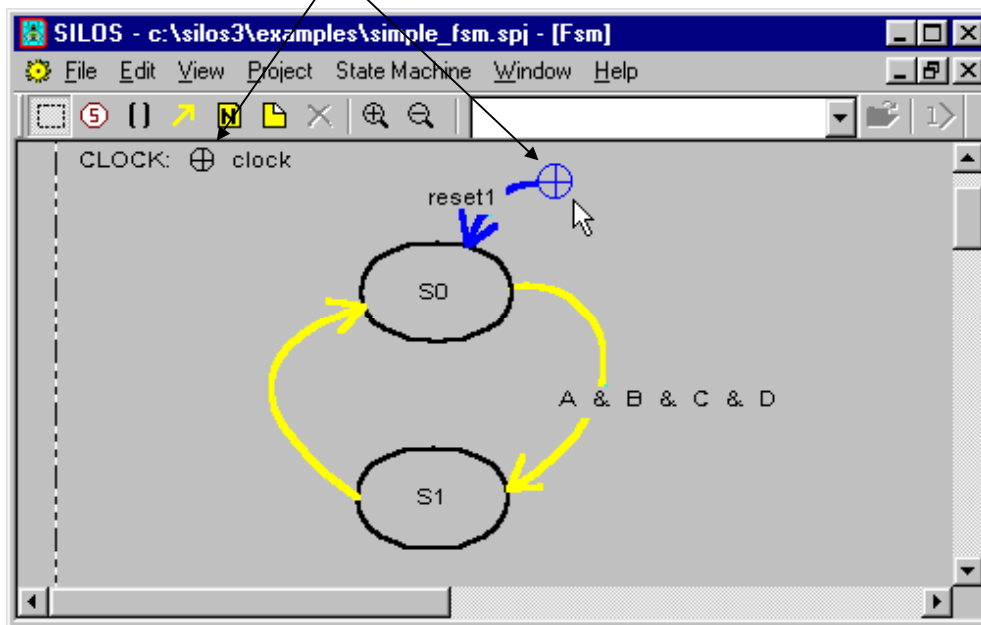 SILOS - c:\silos3\examples\simple_fsm.spj - [Fsm]
File Edit View Project State Machine Window Help
S N 1
CLOCK: clock
reset1
S0
A & B & C & D
S1